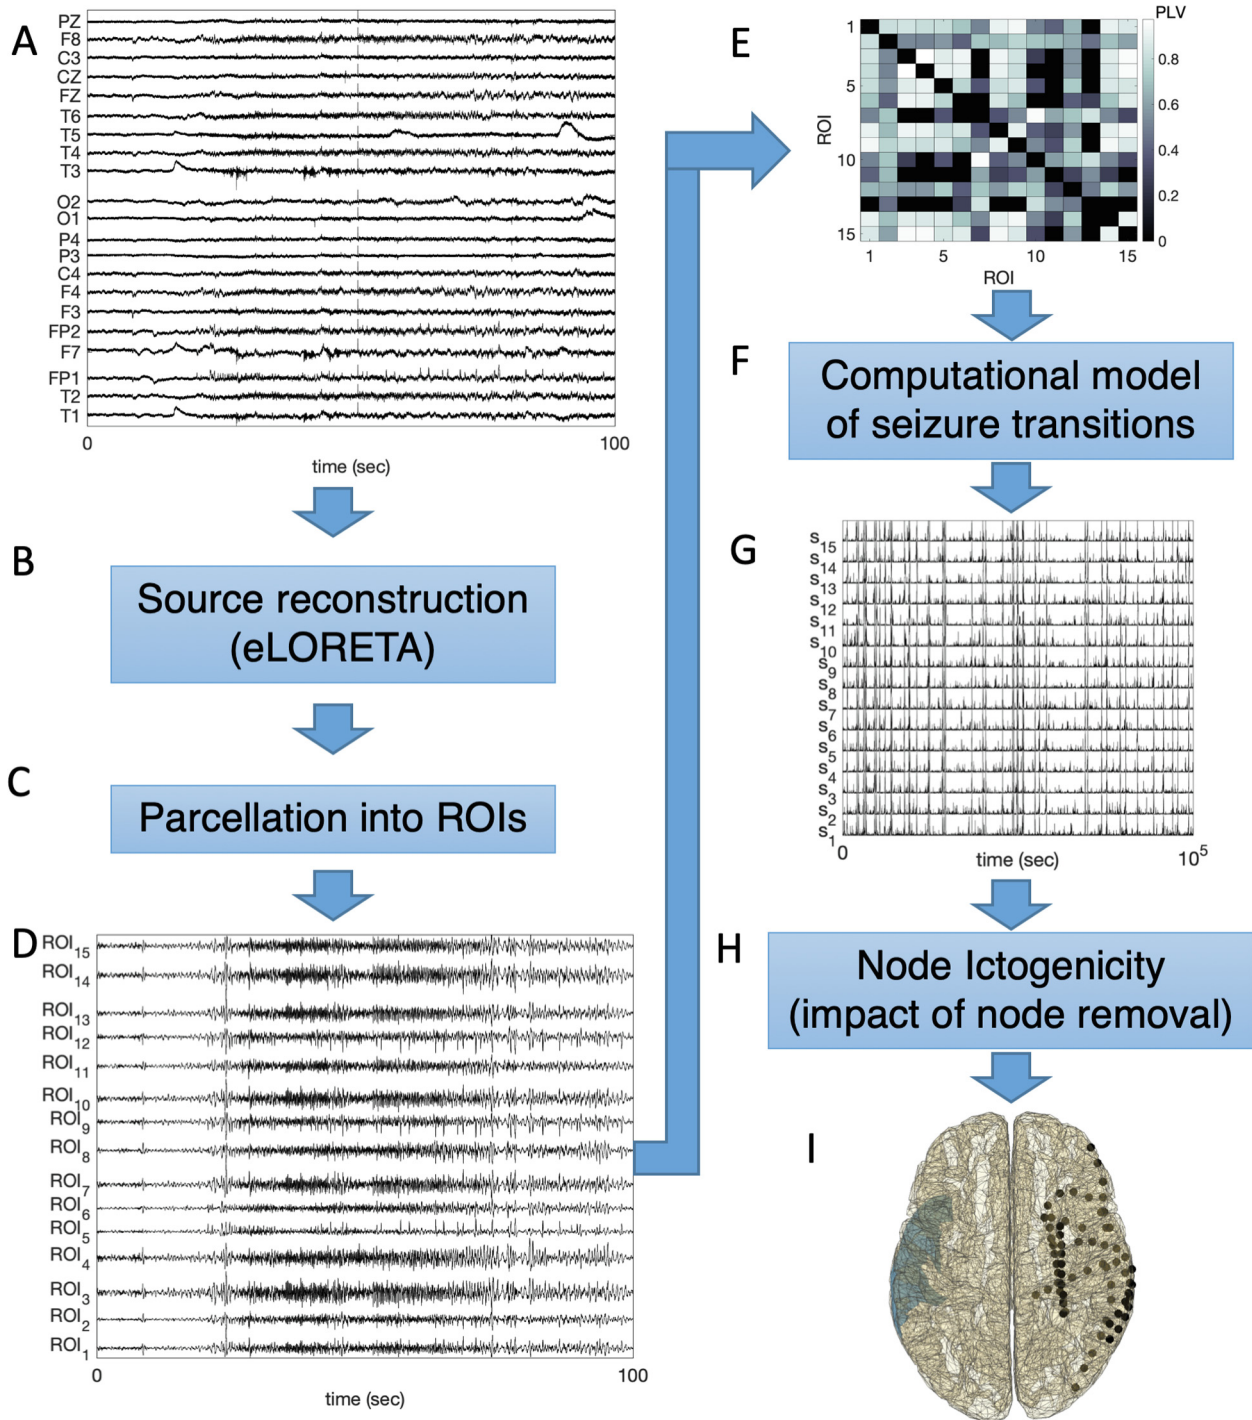 A
PZ
F8
C3
CZ
FZ
T6
T5
T4
T3
O2
O1
P4
P3
C4
F4
F3
FP2
F7
FP1
T2
T1
0
100
time (sec)
B
Source reconstruction
(eLORETA)
C
Parcellation into ROIs
D
ROI15
ROI14
ROI13
ROI12
ROI11
ROI10
ROI9
ROI8
ROI7
ROI6
ROI5
ROI4
ROI3
ROI2
ROI1
0
100
time (sec)
E
PLV
1
5
10
15
ROI
1
5
10
15
ROI
0.8
0.6
0.4
0.2
0
F
Computational model
of seizure transitions
G
S15
S14
S13
S12
S11
S10
S9
S8
S7
S6
S5
S4
S3
S2
S1
0
time (sec)
10^5
H
Node Ictogenicity
(impact of node removal)
I